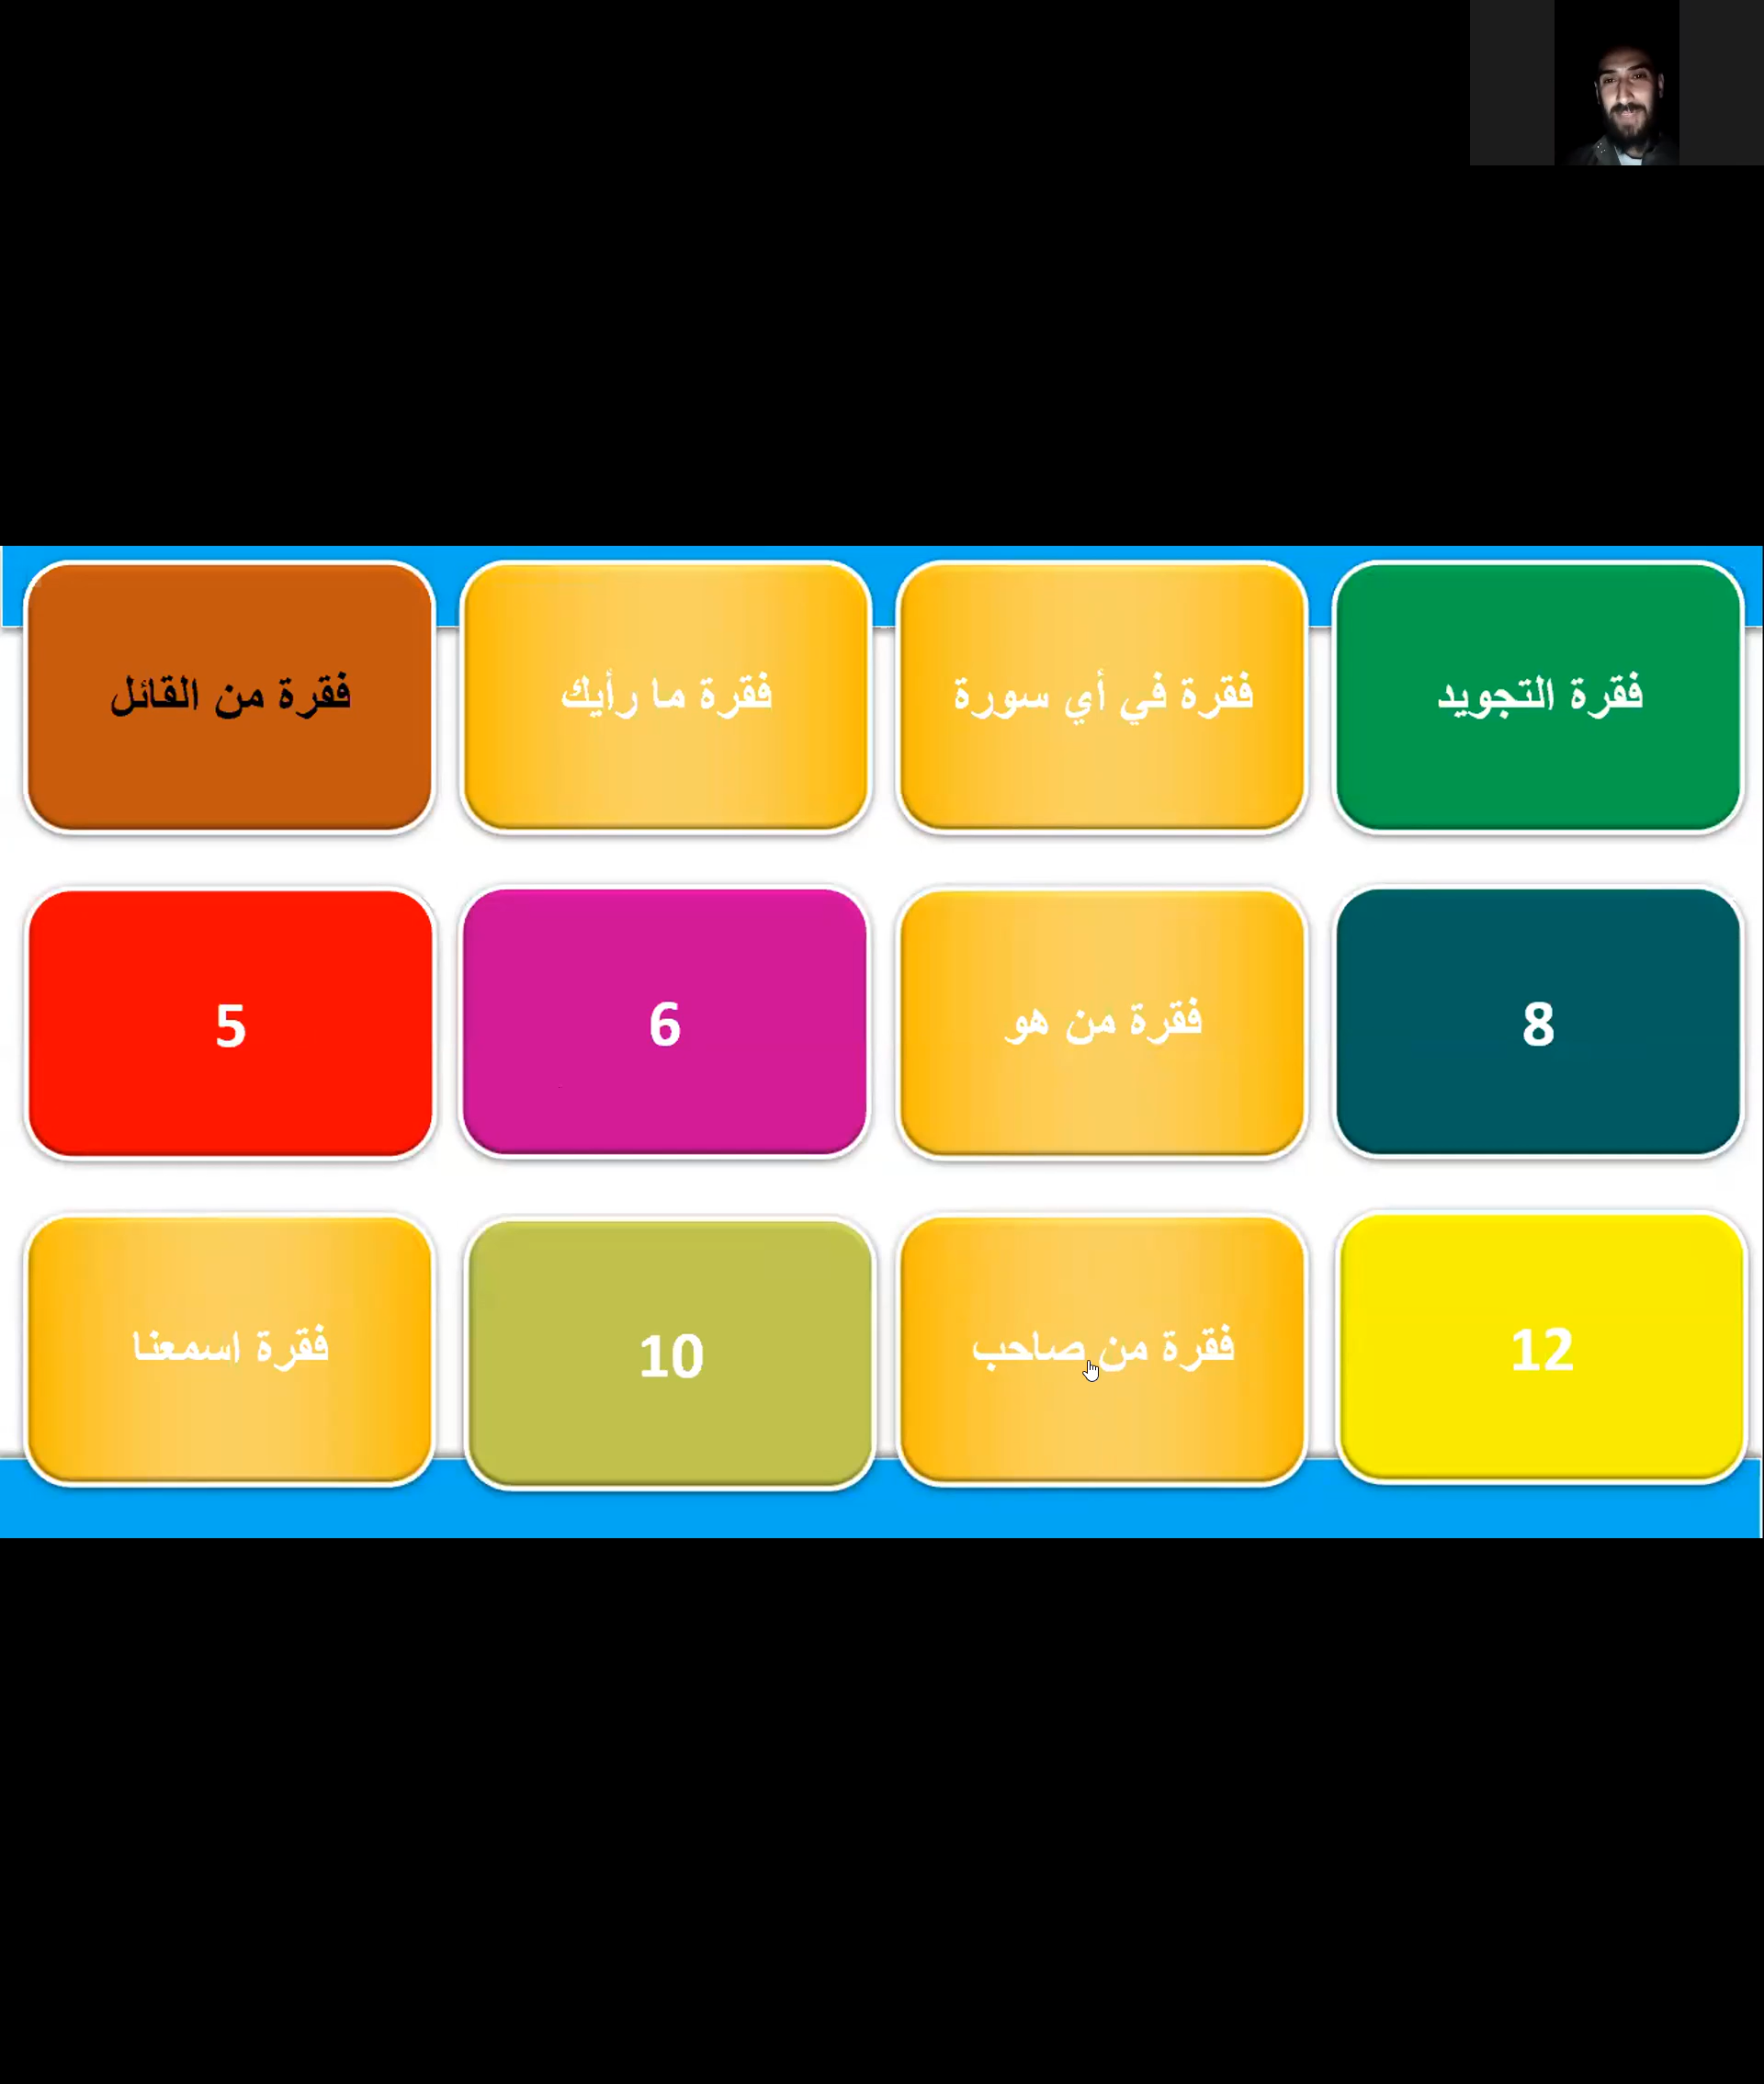 فقرة التجويد
فقرة في أي سورة
فقرة ما رأيك
فقرة من القائل
8
فقرة من هو
6
5
12
فقرة من صاحب
10
فقرة اسمعنا